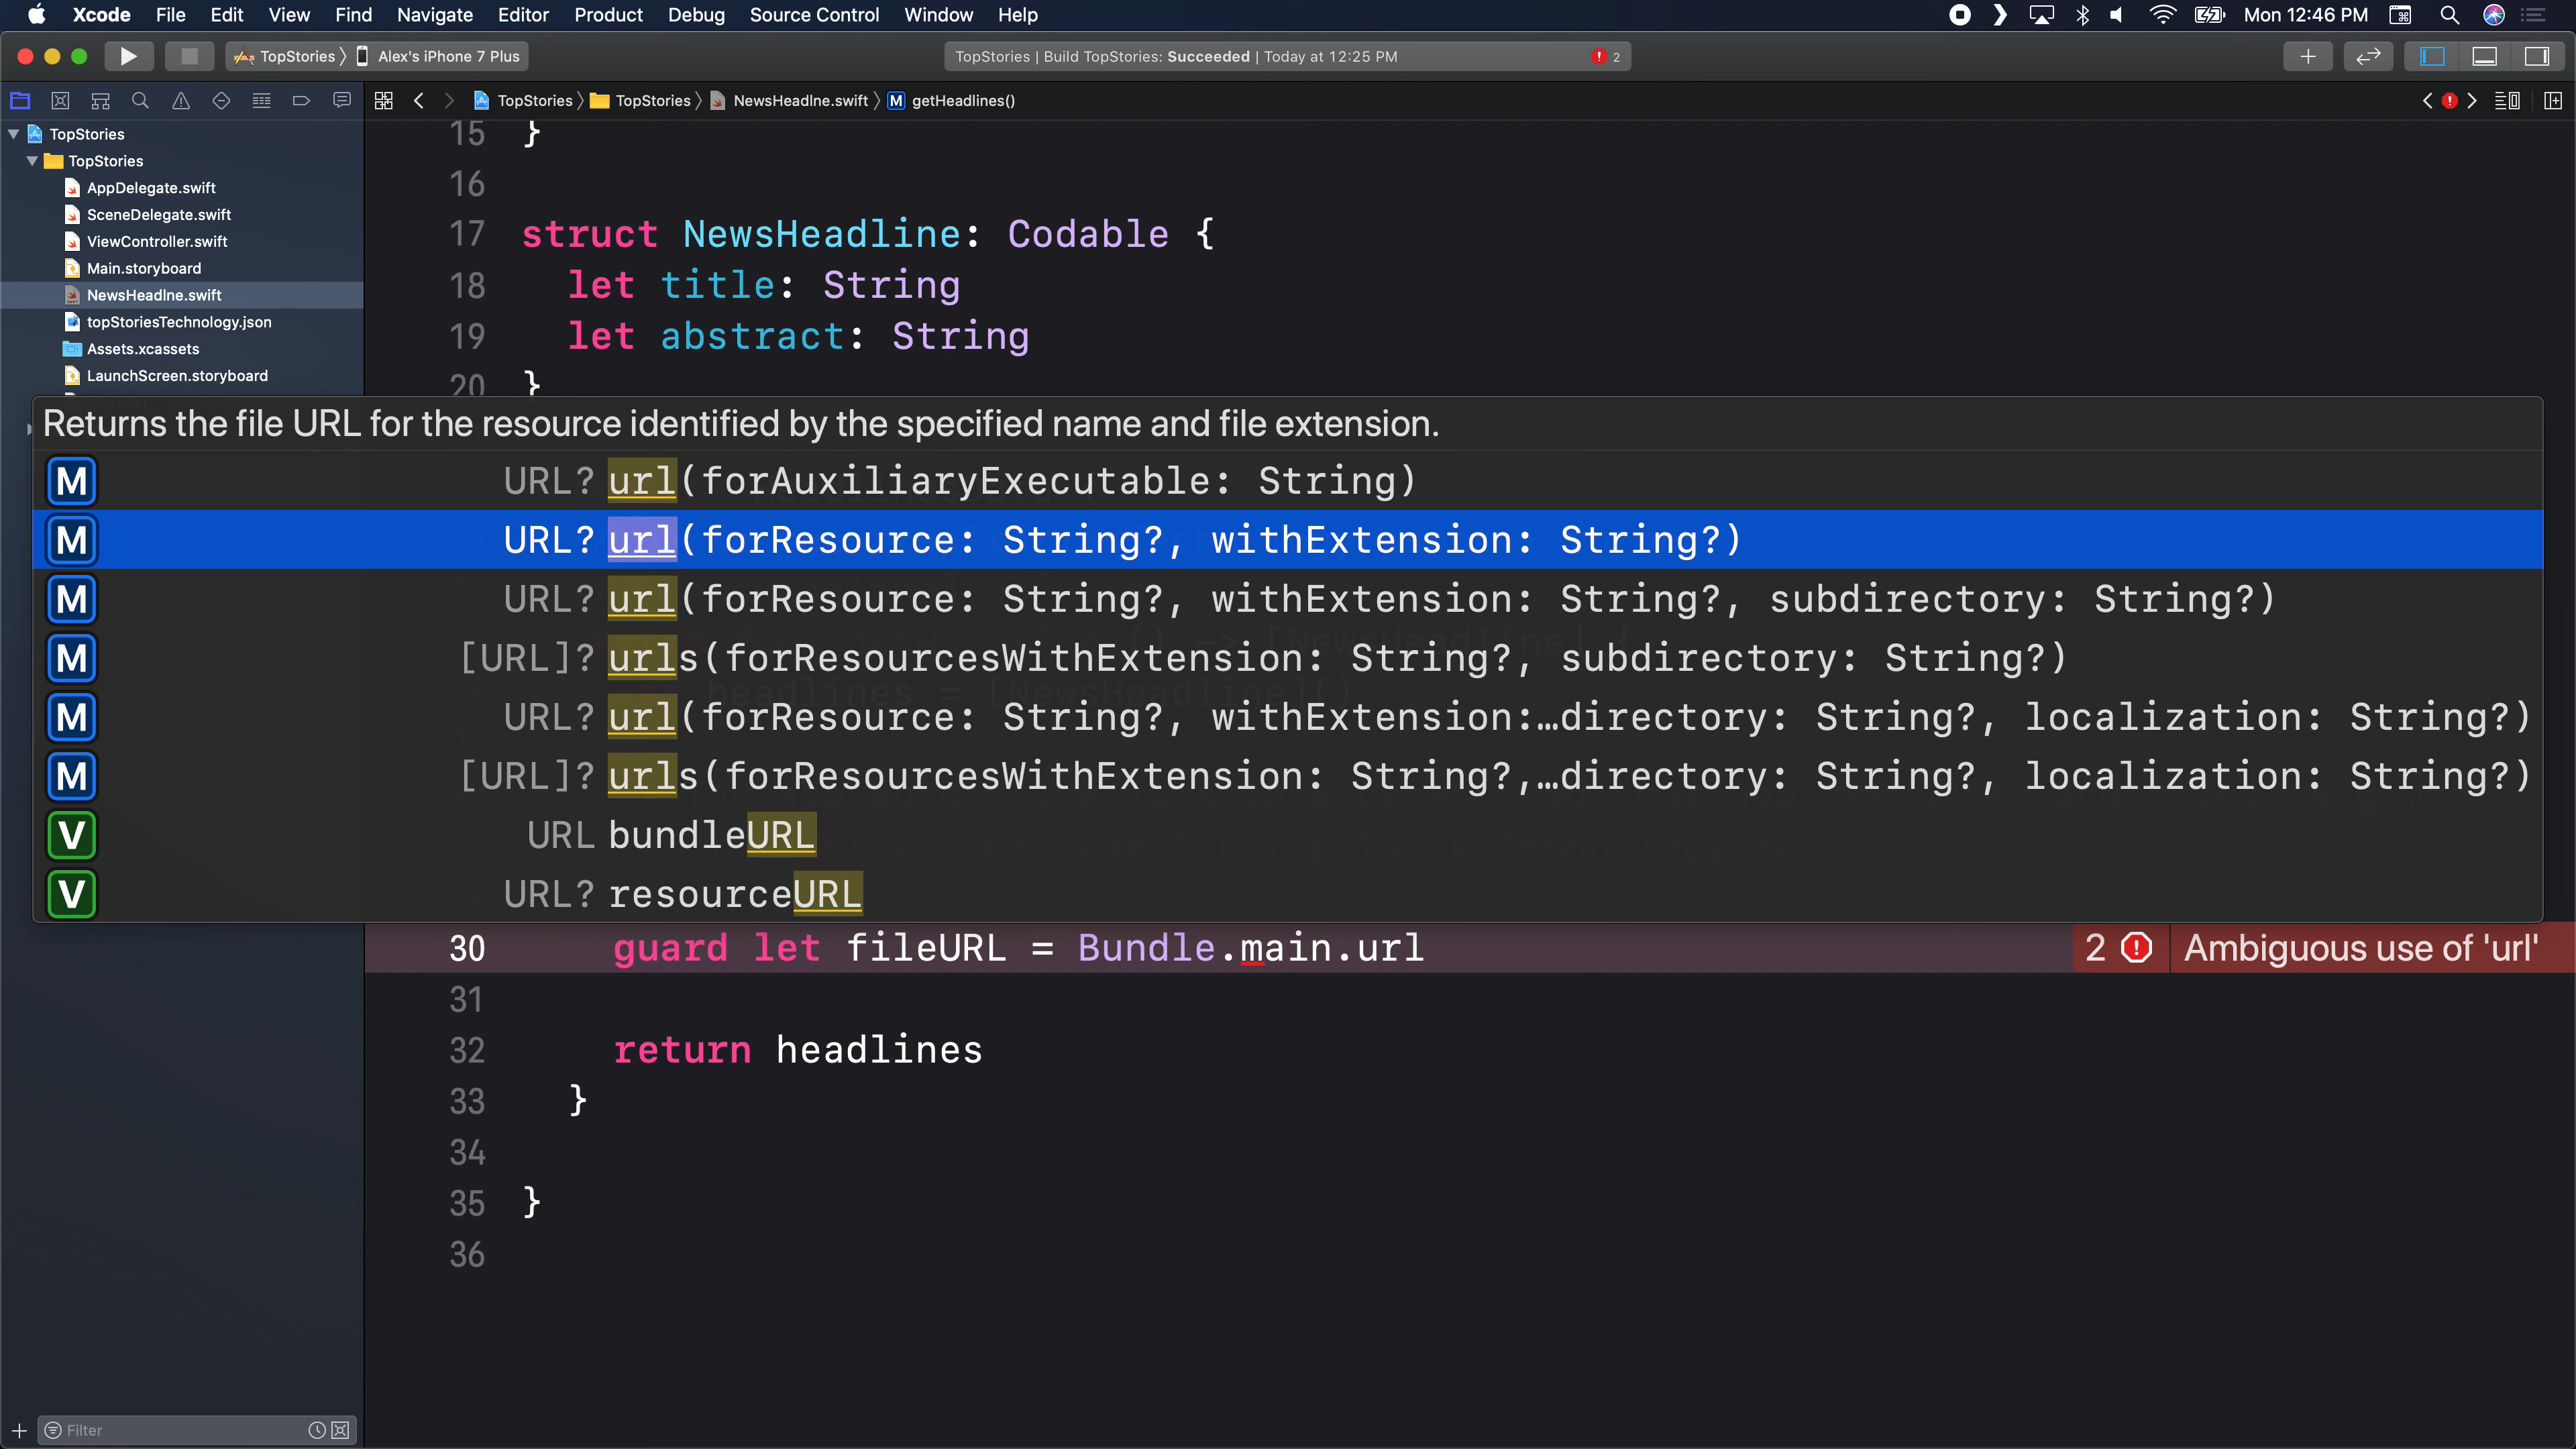 Xcode File Edit View Find Navigate Editor Product Debug Source Control Window Help Mon 12:46 PM
TopStories Alex's iPhone 7 Plus TopStories | Build TopStories: Succeeded | Today at 12:25 PM 2
TopStories TopStories NewsHeadlne.swift M getHeadlines()
TopStories
TopStories
AppDelegate.swift
SceneDelegate.swift
ViewController.swift
Main.storyboard
NewsHeadlne.swift
topStoriesTechnology.json
Assets.xcassets
LaunchScreen.storyboard
15 }
16
17 struct NewsHeadline: Codable {
18 let title: String
19 let abstract: String
20 }
Returns the file URL for the resource identified by the specified name and file extension.
M URL? url(forAuxiliaryExecutable: String)
M URL? url(forResource: String?, withExtension: String?)
M URL? url(forResource: String?, withExtension: String?, subdirectory: String?)
M [URL]? urls(forResourcesWithExtension: String?, subdirectory: String?)
M URL? url(forResource: String?, withExtension:…directory: String?, localization: String?)
M [URL]? urls(forResourcesWithExtension: String?,…directory: String?, localization: String?)
V URL bundleURL
V URL? resourceURL
30 guard let fileURL = Bundle.main.url 2 Ambiguous use of 'url'
31
32 return headlines
33 }
34
35 }
36
Filter